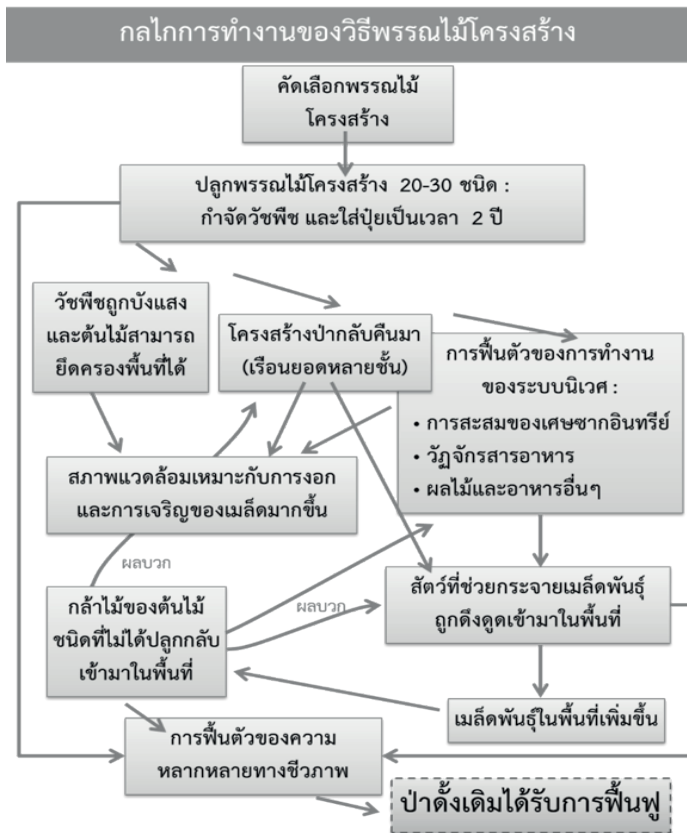 กลไกการทำงานของวิธีพรรณไม้โครงสร้าง
คัดเลือกพรรณไม้
โครงสร้าง
ปลูกพรรณไม้โครงสร้าง 20-30 ชนิด :
กำจัดวัชพืช และใส่ปุ๋ยเป็นเวลา 2 ปี
วัชพืชถูกบังแสง
และต้นไม้สามารถ
ยึดครองพื้นที่ได้
โครงสร้างป่ากลับคืนมา
(เรือนยอดหลายชั้น)
การฟื้นตัวของการทำงาน
ของระบบนิเวศ :
• การสะสมของเศษซากอินทรีย์
• วัฏจักรสารอาหาร
• ผลไม้และอาหารอื่นๆ
สภาพแวดล้อมเหมาะกับการงอก
และการเจริญของเมล็ดมากขึ้น
ผลบวก
กล้าไม้ของต้นไม้
ชนิดที่ไม่ได้ปลูกกลับ
เข้ามาในพื้นที่
ผลบวก
สัตว์ที่ช่วยกระจายเมล็ดพันธุ์
ถูกดึงดูดเข้ามาในพื้นที่
เมล็ดพันธุ์ในพื้นที่เพิ่มขึ้น
การฟื้นตัวของความ
หลากหลายทางชีวภาพ
ป่าดั้งเดิมได้รับการฟื้นฟู